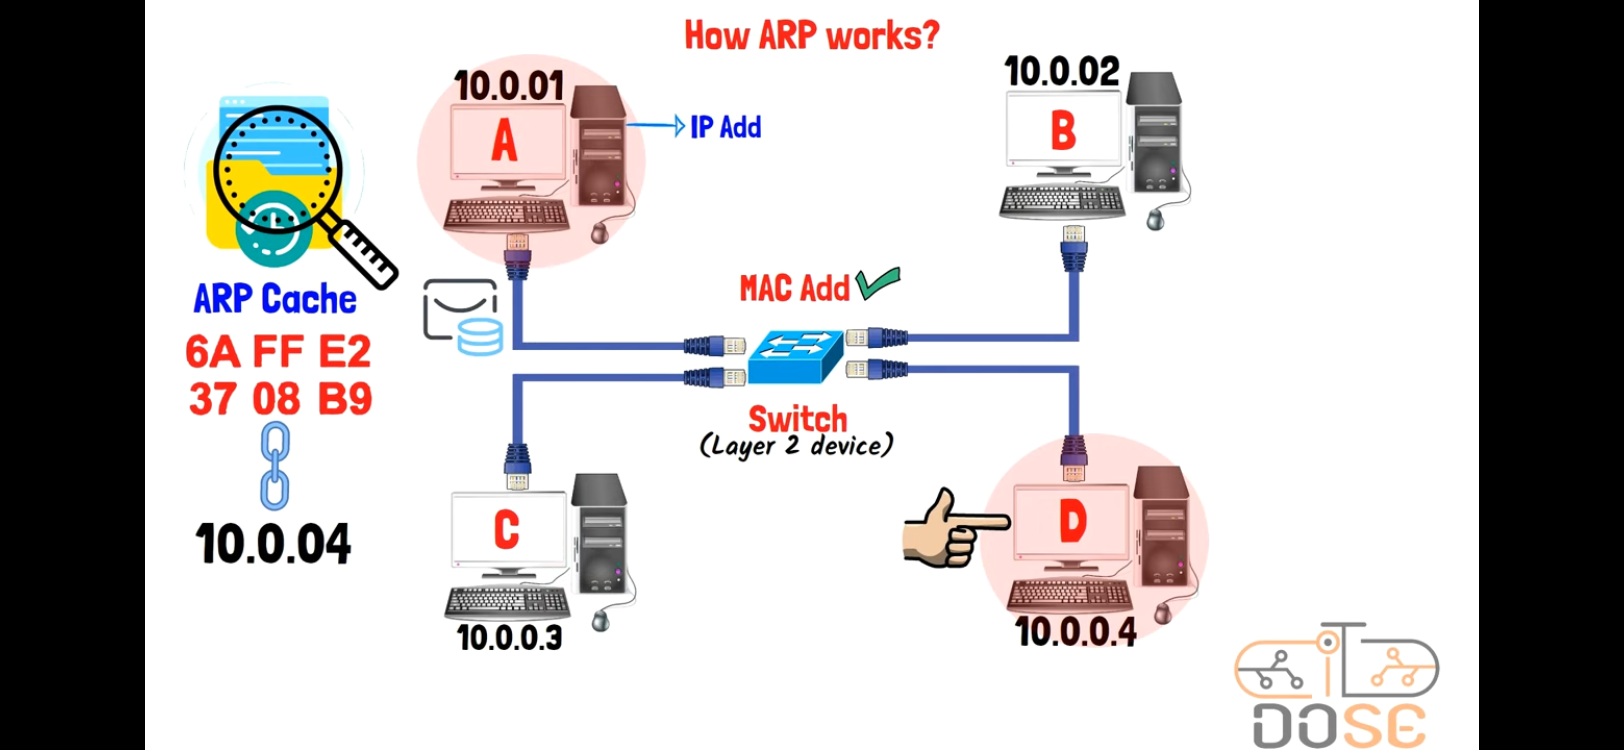 How ARP works?
10.0.01
A
IP Add
10.0.02
B
ARP Cache
6A FF E2
37 08 B9
10.0.04
MAC Add
Switch
(Layer 2 device)
C
10.0.0.3
D
10.0.0.4
iT
DOSE